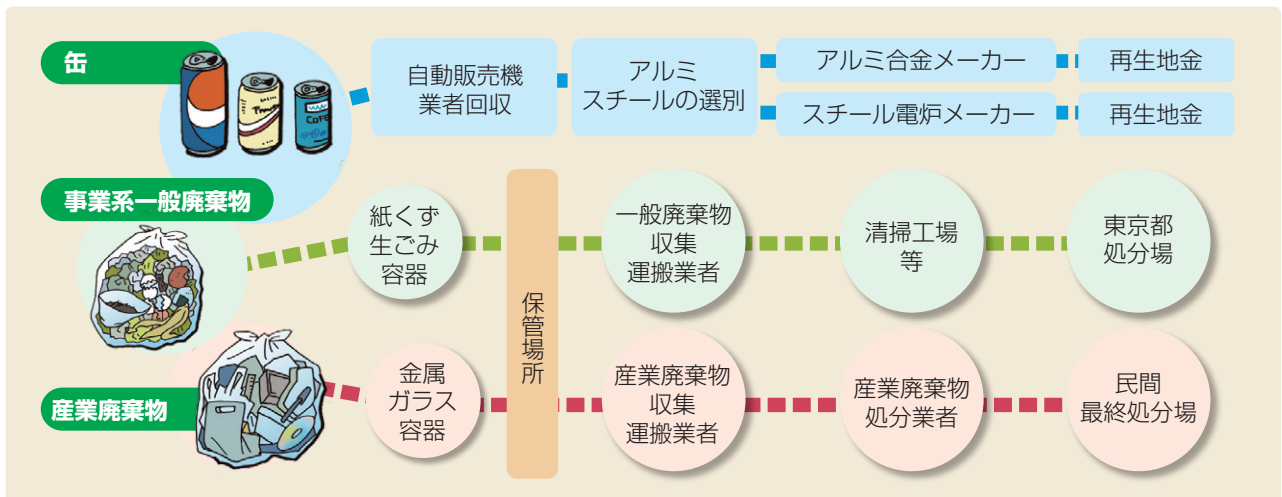 缶
自動販売機
業者回収
アルミ
スチールの選別
アルミ合金メーカー
再生地金
スチール電炉メーカー
再生地金
事業系一般廃棄物
紙くず
生ごみ
容器
保管場所
一般廃棄物
収集
運搬業者
清掃工場
等
東京都
処分場
産業廃棄物
金属
ガラス
容器
産業廃棄物
収集
運搬業者
産業廃棄物
処分業者
民間
最終処分場